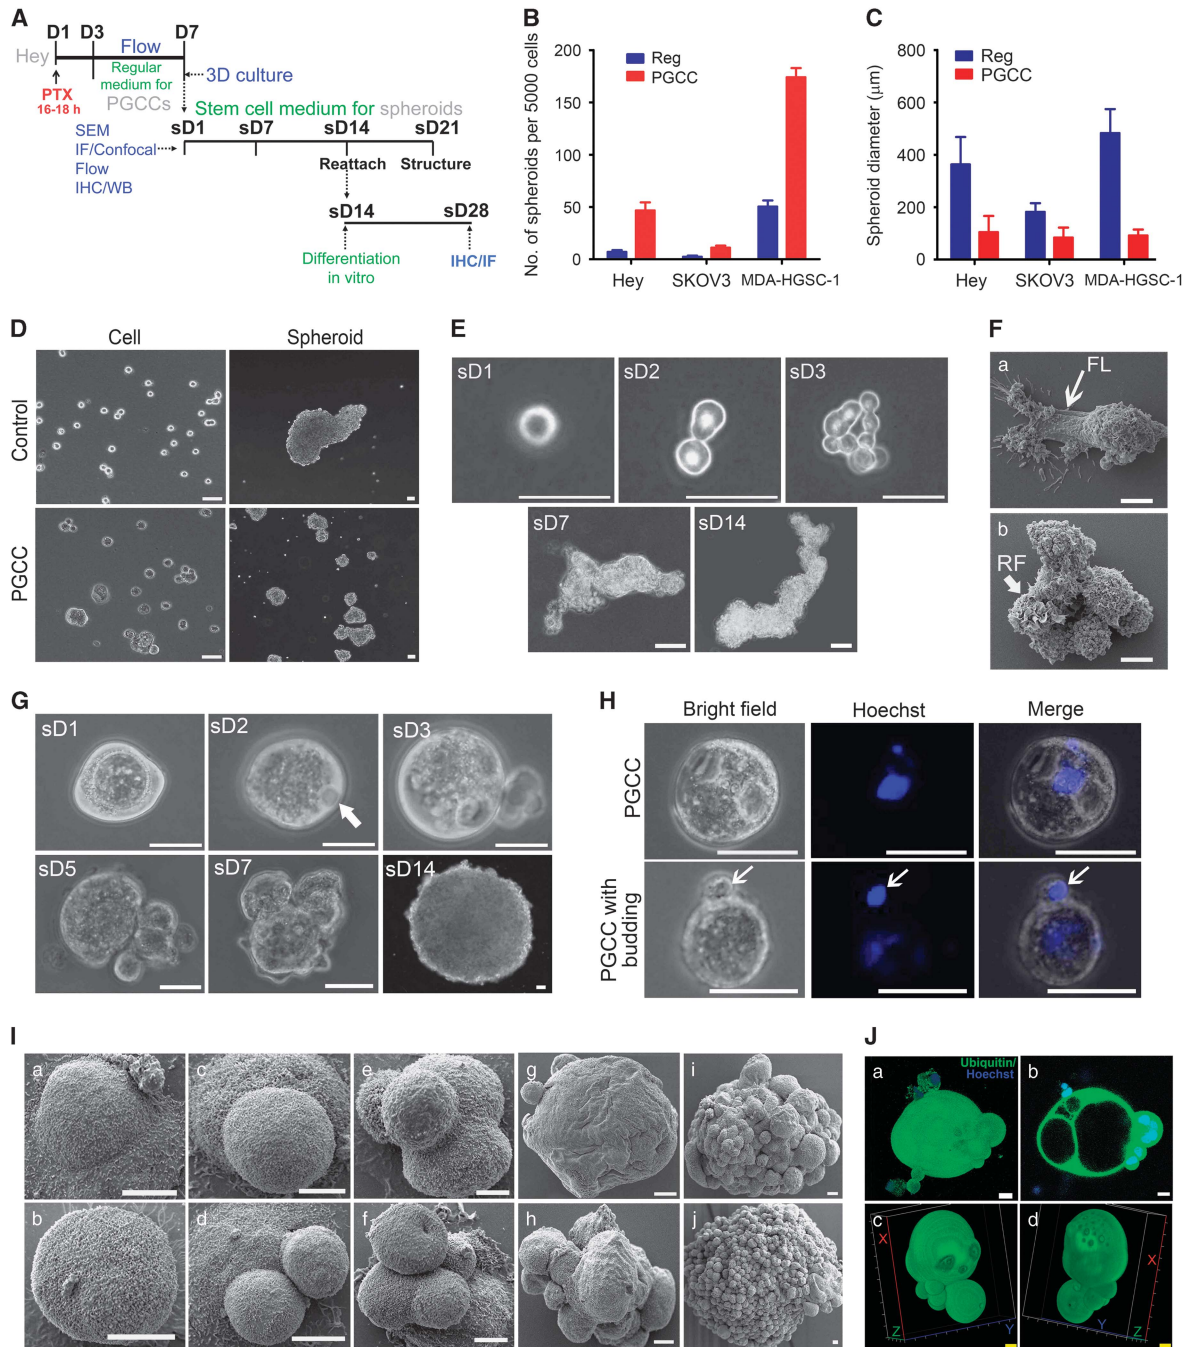 A
D1 D3 D7
Hey
Flow
Regular
medium for
PGCCs
3D culture
PTX
16-18 h
Stem cell medium for spheroids
sD1 sD7 sD14 sD21
SEM
IF/Confocal
Flow
IHC/WB
Reattach Structure
sD14 sD28
Differentiation
in vitro
IHC/IF
B
No. of spheroids per 5000 cells
200
150
100
50
0
Reg
PGCC
Hey SKOV3 MDA-HGSC-1
C
Spheroid diameter (μm)
800
600
400
200
0
Reg
PGCC
Hey SKOV3 MDA-HGSC-1
D
Cell Spheroid
Control
PGCC
E
sD1 sD2 sD3
sD7 sD14
F
a
FL
b
RF
G
sD1 sD2 sD3
sD5 sD7 sD14
H
Bright field Hoechst Merge
PGCC
PGCC with
budding
I
a c e g i
b d f h j
J
a
Ubiquitin/
Hoechst
b
c
X
Z
Y
d
X
Y
Z